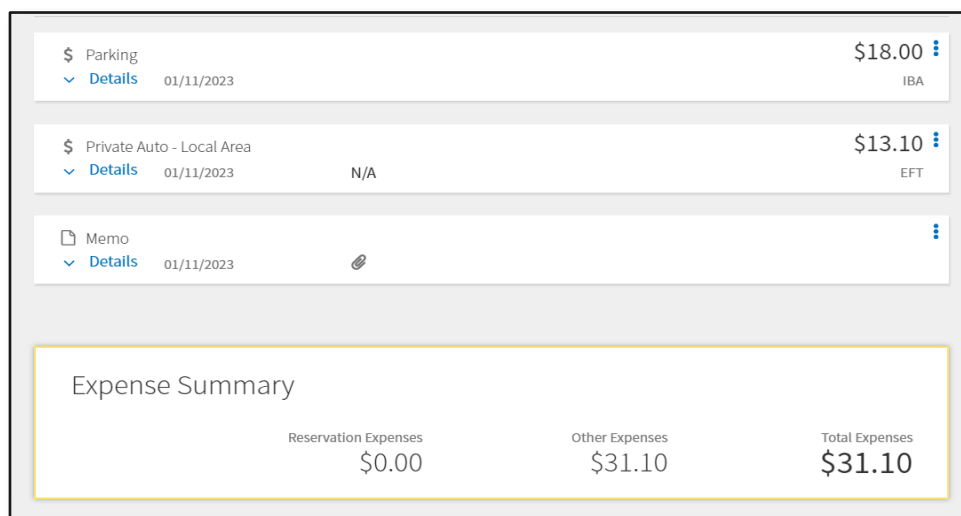 $ Parking $18.00
Details 01/11/2023 IBA
$ Private Auto - Local Area $13.10
Details 01/11/2023 N/A EFT
Memo
Details 01/11/2023
Expense Summary
Reservation Expenses Other Expenses Total Expenses
$0.00 $31.10 $31.10